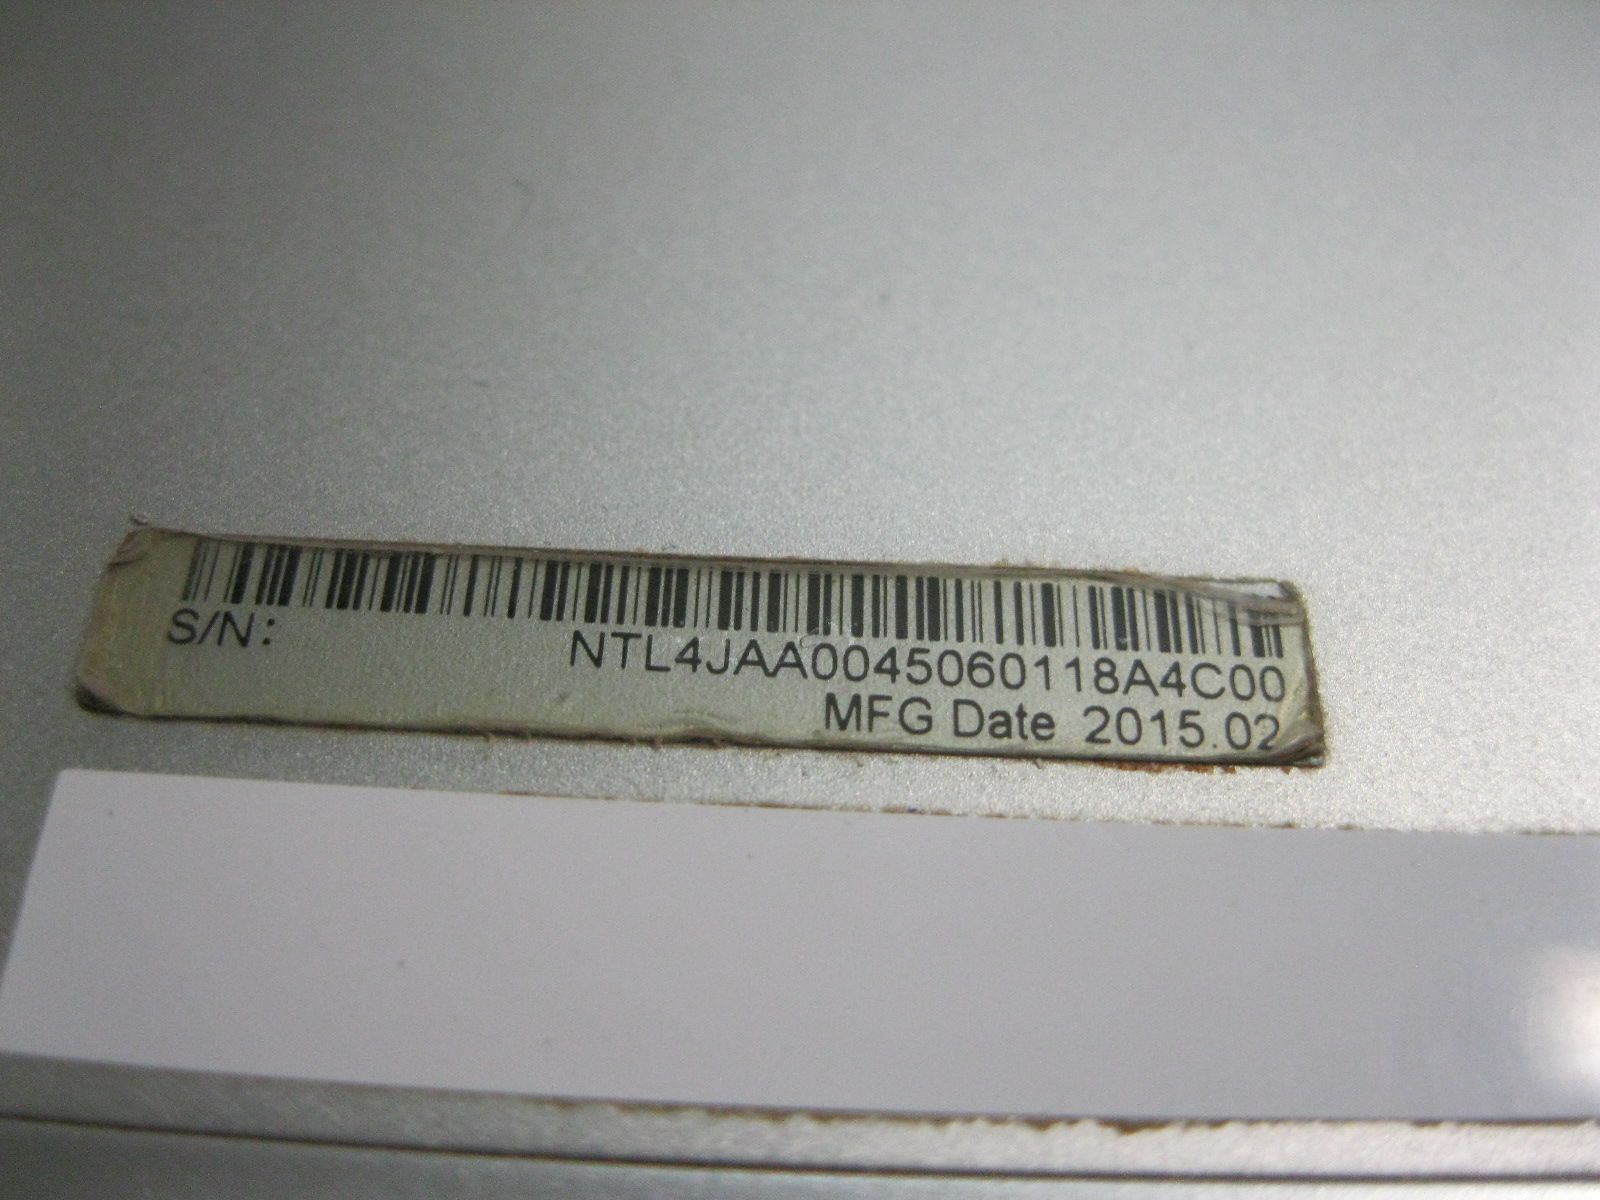 S/N: NTL4JAA0045060118A4C00
MFG Date 2015.02